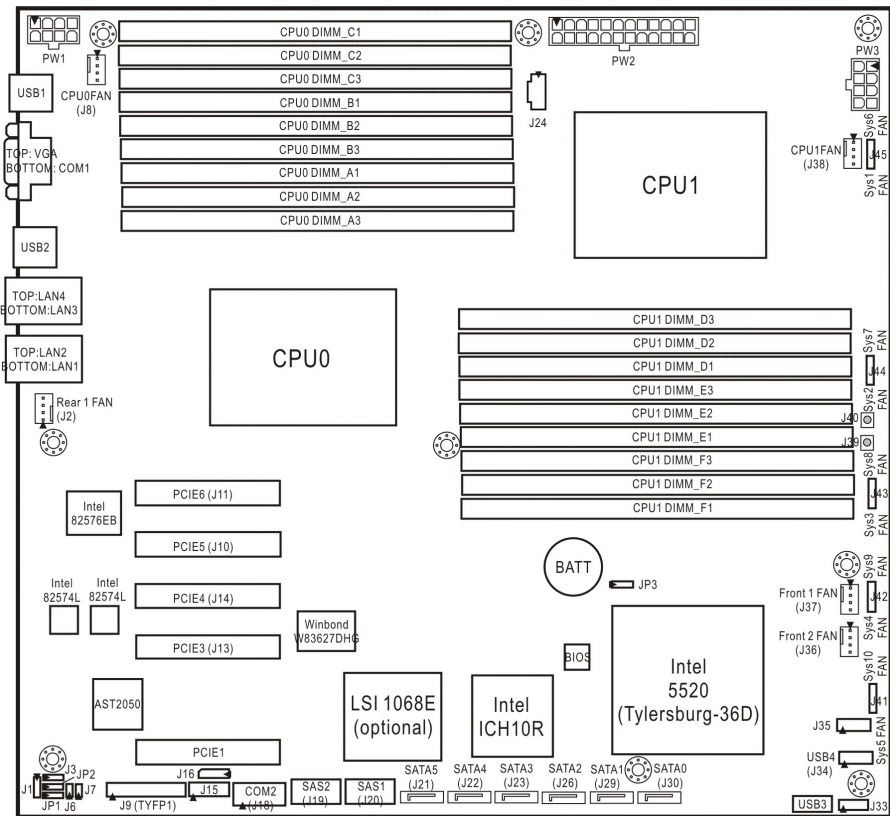 PW1
CPU0 DIMM_C1
CPU0 DIMM_C2
CPU0 DIMM_C3
CPU0 DIMM_B1
CPU0 DIMM_B2
CPU0 DIMM_B3
CPU0 DIMM_A1
CPU0 DIMM_A2
CPU0 DIMM_A3
PW2
PW3
USB1
CPU0FAN
(J8)
J24
TOP: VGA
BOTTOM: COM1
CPU1
CPU1FAN
(J38)
Sys6
FAN
J45
Sys1
FAN
USB2
TOP:LAN4
BOTTOM:LAN3
TOP:LAN2
BOTTOM:LAN1
CPU0
CPU1 DIMM_D3
CPU1 DIMM_D2
CPU1 DIMM_D1
CPU1 DIMM_E3
CPU1 DIMM_E2
CPU1 DIMM_E1
CPU1 DIMM_F3
CPU1 DIMM_F2
CPU1 DIMM_F1
Sys7
FAN
J44
Sys2
FAN
J40
J39
Sys8
FAN
J43
Sys3
FAN
Rear 1 FAN
(J2)
Intel
82576EB
PCIE6 (J11)
PCIE5 (J10)
PCIE4 (J14)
PCIE3 (J13)
Intel
82574L
Intel
82574L
Winbond
W83627DHG
BATT
JP3
Sys9
FAN
Front 1 FAN
(J37)
J42
Sys4
FAN
Front 2 FAN
(J36)
Sys10
FAN
J41
BIOS
Intel
5520
(Tylersburg-36D)
AST2050
LSI 1068E
(optional)
Intel
ICH10R
J35
Sys5 FAN
USB4
(J34)
PCIE1
J16
J3
JP2
J1
JP1
J6
J7
J9 (TYFP1)
J15
COM2
(J18)
SAS2
(J19)
SAS1
(J20)
SATA5
(J21)
SATA4
(J22)
SATA3
(J23)
SATA2
(J26)
SATA1
(J29)
SATA0
(J30)
USB3
J33